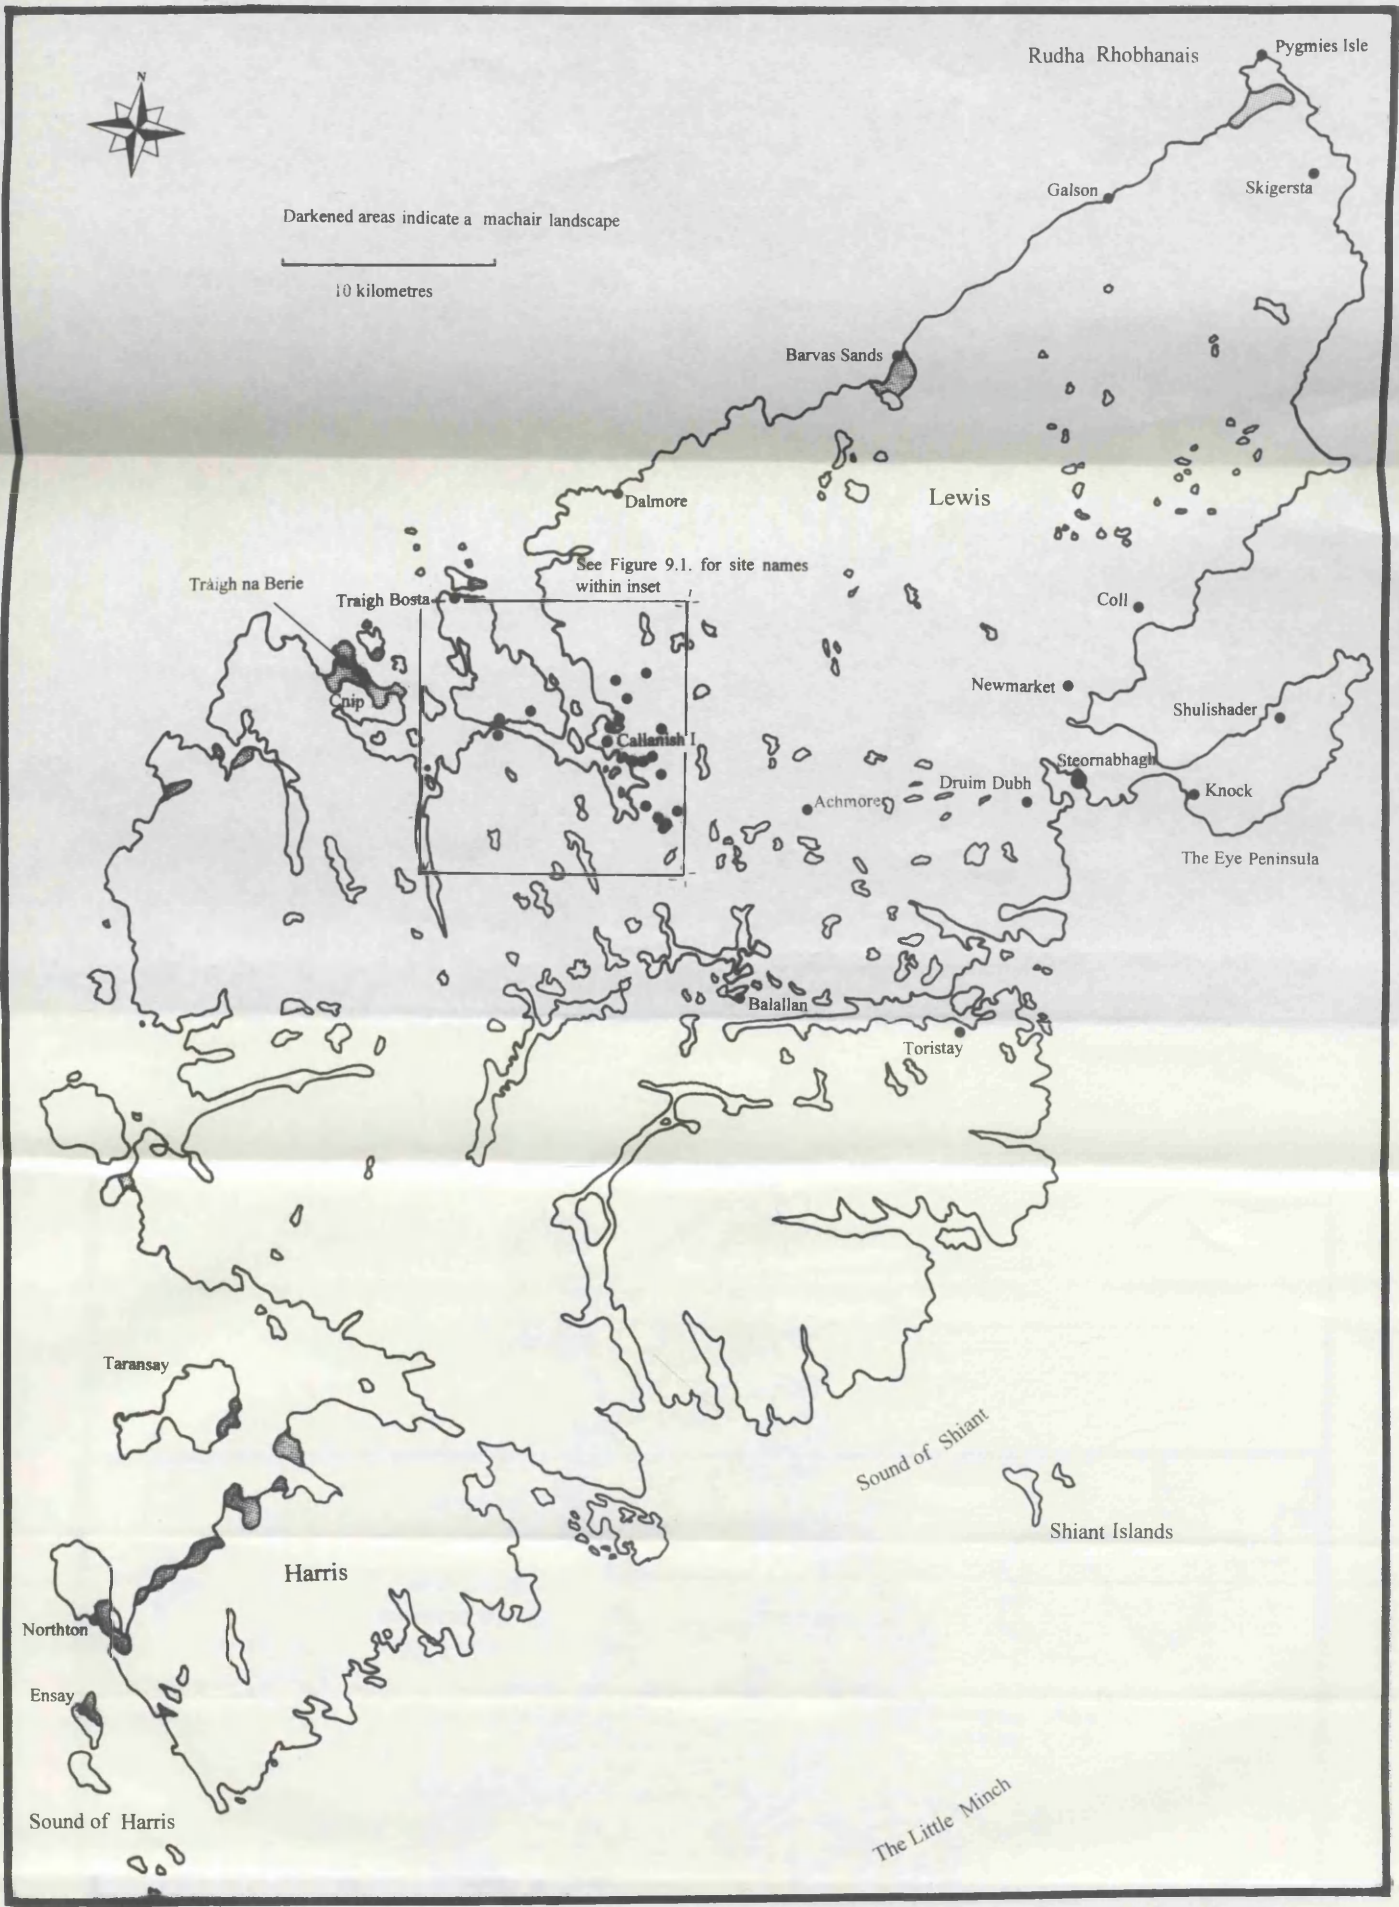 N
Rudha Rhobhanais
Pygmies Isle
Galson
Skigersta
Darkened areas indicate a machair landscape
10 kilometres
Barvas Sands
Dalmore
Lewis
See Figure 9.1. for site names
within inset
Tràigh na Berie
Traigh Bosta
Coll
Newmarket
Cnip
Shulishader
Callanish I
Steornabhagh
Druim Dubh
Knock
Achmore
The Eye Peninsula
Balallan
Toristay
Taransay
Sound of Shiant
Shiant Islands
Harris
Northton
Ensay
Sound of Harris
The Little Minch